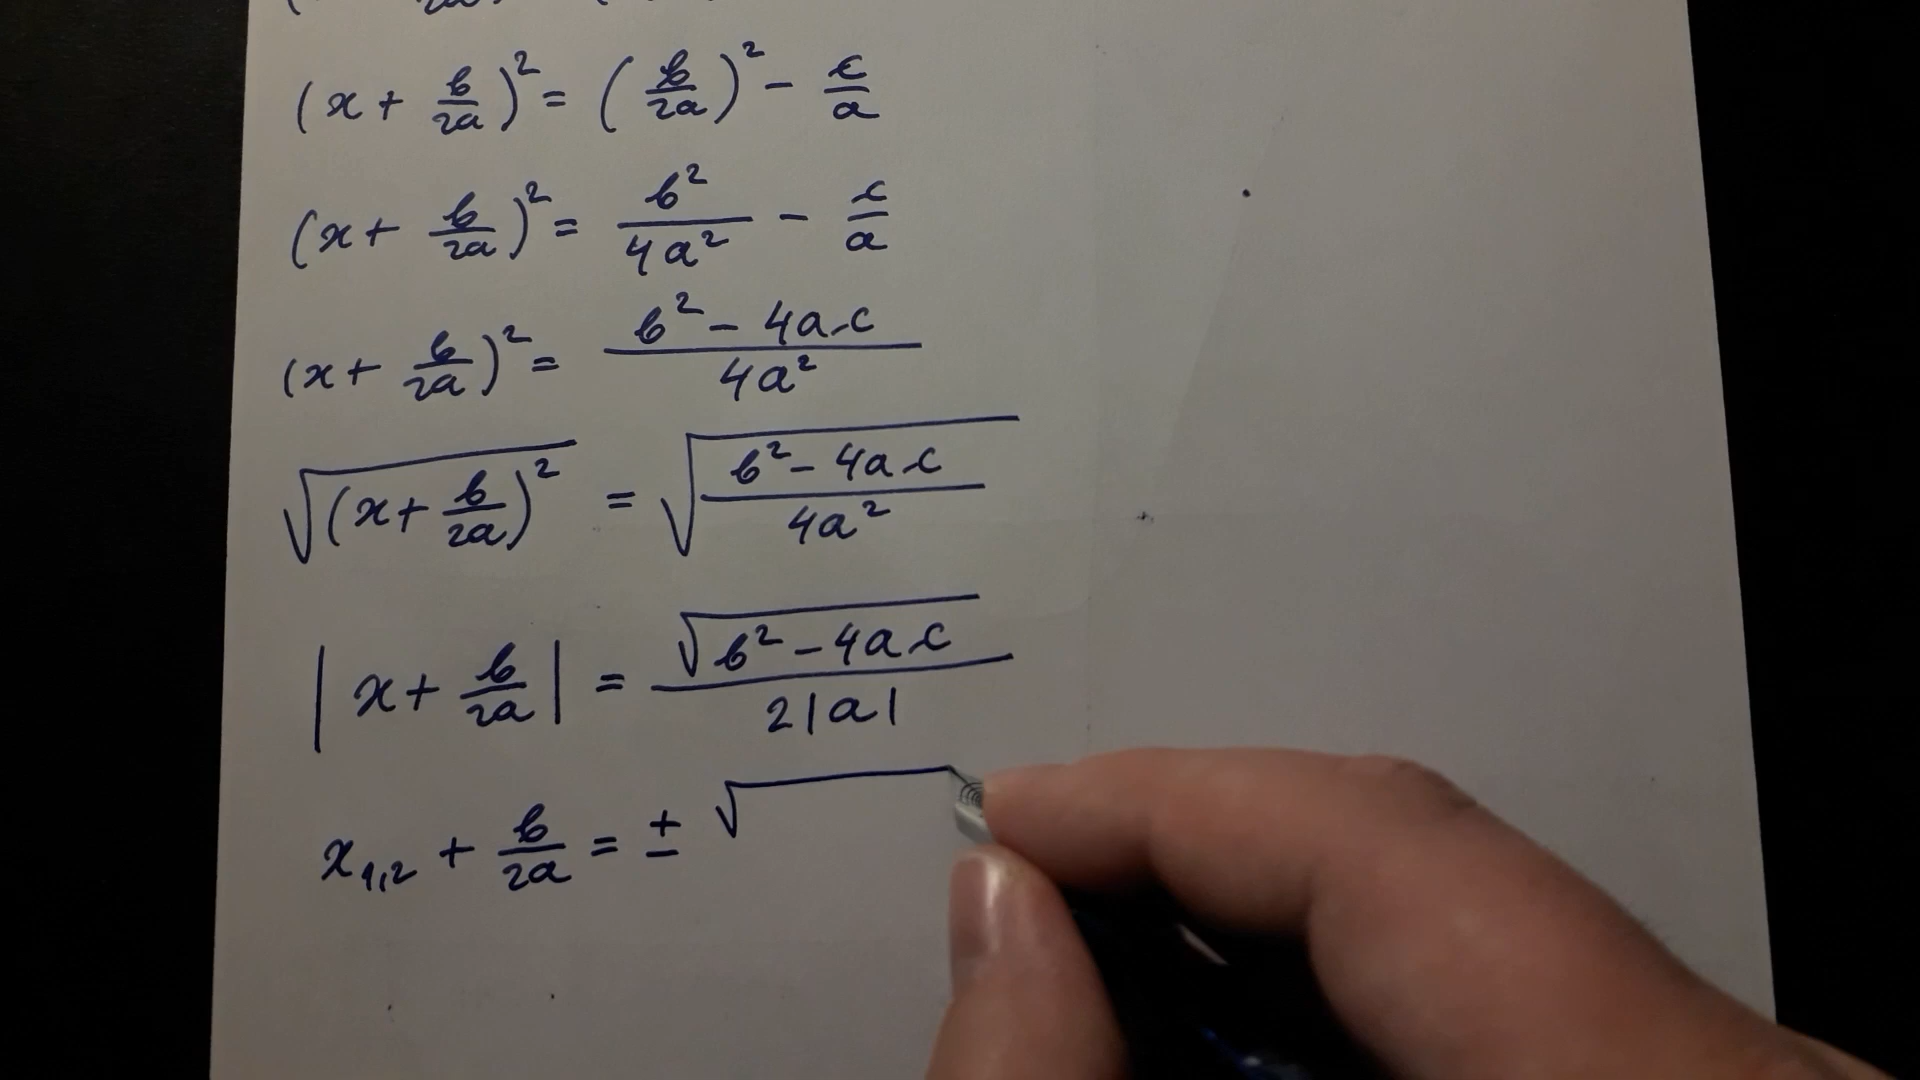 (x + b/2a)² = (b/2a)² - c/a
(x + b/2a)² = b²/4a² - c/a
(x + b/2a)² = (b² - 4ac)/4a²
√(x + b/2a)² = √((b² - 4ac)/4a²)
|x + b/2a| = √(b² - 4ac)/2|a|
x₁,₂ + b/2a = ± √